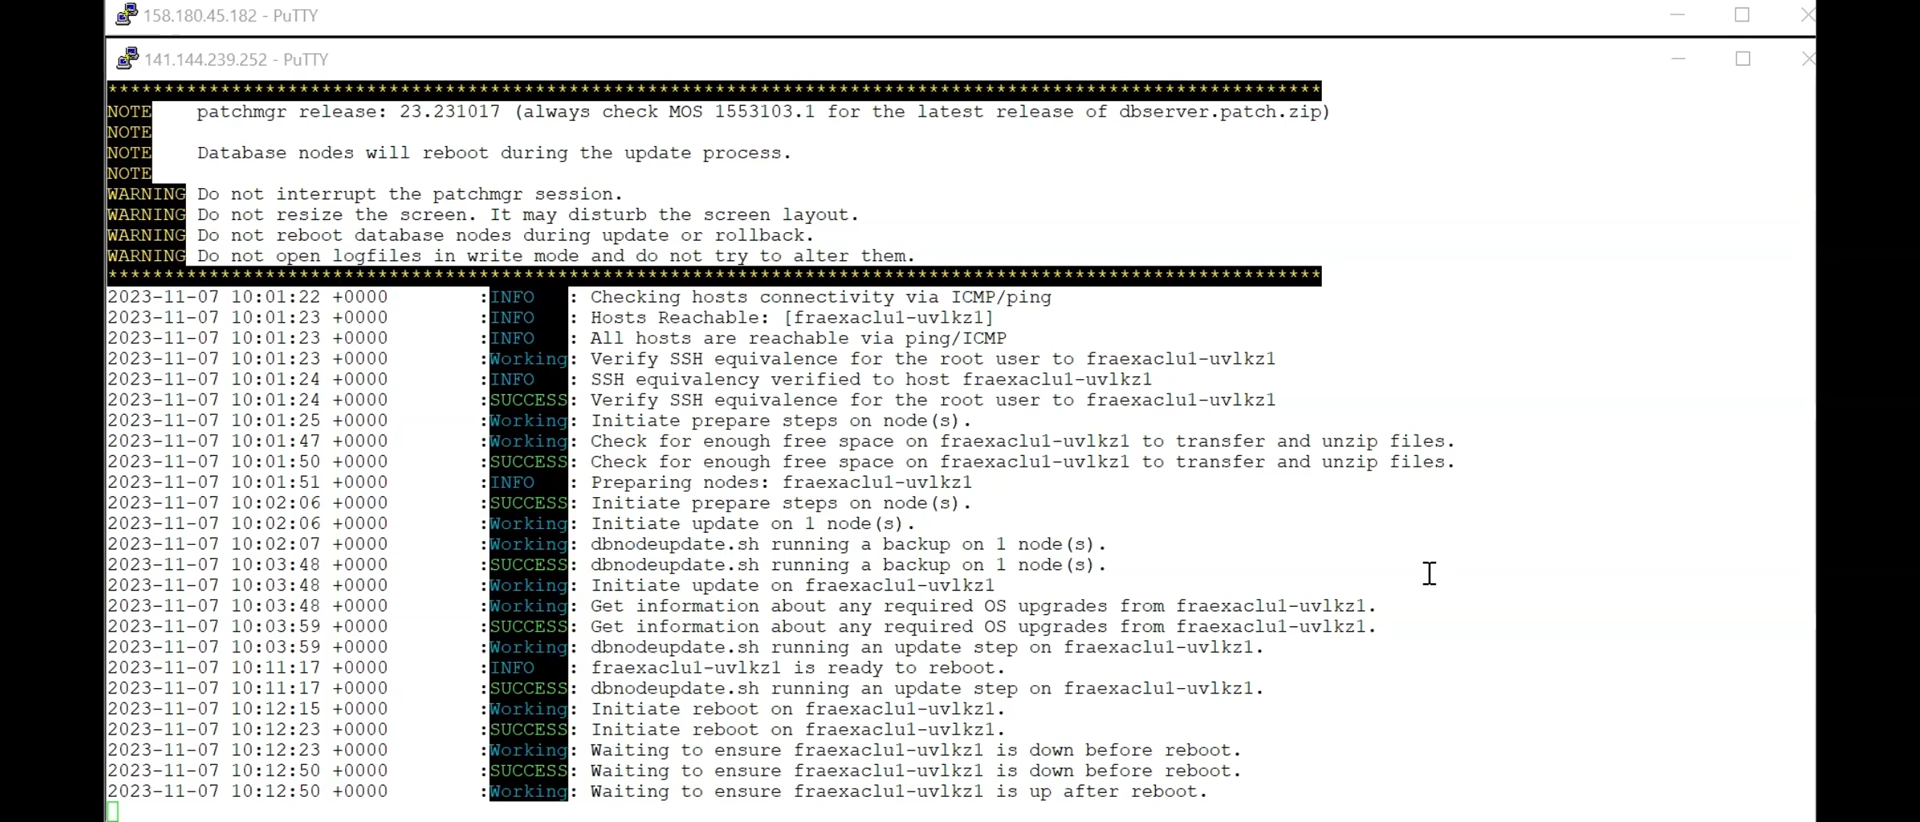 158.180.45.182 - PuTTY
141.144.239.252 - PuTTY
************************************************************************************************************
NOTE patchmgr release: 23.231017 (always check MOS 1553103.1 for the latest release of dbserver.patch.zip)
NOTE
NOTE Database nodes will reboot during the update process.
NOTE
WARNING Do not interrupt the patchmgr session.
WARNING Do not resize the screen. It may disturb the screen layout.
WARNING Do not reboot database nodes during update or rollback.
WARNING Do not open logfiles in write mode and do not try to alter them.
************************************************************************************************************
2023-11-07 10:01:22 +0000 :INFO : Checking hosts connectivity via ICMP/ping
2023-11-07 10:01:23 +0000 :INFO : Hosts Reachable: [fraexaclu1-uvlkz1]
2023-11-07 10:01:23 +0000 :INFO : All hosts are reachable via ping/ICMP
2023-11-07 10:01:23 +0000 :Working: Verify SSH equivalence for the root user to fraexaclu1-uvlkz1
2023-11-07 10:01:24 +0000 :INFO : SSH equivalency verified to host fraexaclu1-uvlkz1
2023-11-07 10:01:24 +0000 :SUCCESS: Verify SSH equivalence for the root user to fraexaclu1-uvlkz1
2023-11-07 10:01:25 +0000 :Working: Initiate prepare steps on node(s).
2023-11-07 10:01:47 +0000 :Working: Check for enough free space on fraexaclu1-uvlkz1 to transfer and unzip files.
2023-11-07 10:01:50 +0000 :SUCCESS: Check for enough free space on fraexaclu1-uvlkz1 to transfer and unzip files.
2023-11-07 10:01:51 +0000 :INFO : Preparing nodes: fraexaclu1-uvlkz1
2023-11-07 10:02:06 +0000 :SUCCESS: Initiate prepare steps on node(s).
2023-11-07 10:02:06 +0000 :Working: Initiate update on 1 node(s).
2023-11-07 10:02:07 +0000 :Working: dbnodeupdate.sh running a backup on 1 node(s).
2023-11-07 10:03:48 +0000 :SUCCESS: dbnodeupdate.sh running a backup on 1 node(s).
2023-11-07 10:03:48 +0000 :Working: Initiate update on fraexaclu1-uvlkz1
2023-11-07 10:03:48 +0000 :Working: Get information about any required OS upgrades from fraexaclu1-uvlkz1.
2023-11-07 10:03:59 +0000 :SUCCESS: Get information about any required OS upgrades from fraexaclu1-uvlkz1.
2023-11-07 10:03:59 +0000 :Working: dbnodeupdate.sh running an update step on fraexaclu1-uvlkz1.
2023-11-07 10:11:17 +0000 :INFO : fraexaclu1-uvlkz1 is ready to reboot.
2023-11-07 10:11:17 +0000 :SUCCESS: dbnodeupdate.sh running an update step on fraexaclu1-uvlkz1.
2023-11-07 10:12:15 +0000 :Working: Initiate reboot on fraexaclu1-uvlkz1.
2023-11-07 10:12:23 +0000 :SUCCESS: Initiate reboot on fraexaclu1-uvlkz1.
2023-11-07 10:12:23 +0000 :Working: Waiting to ensure fraexaclu1-uvlkz1 is down before reboot.
2023-11-07 10:12:50 +0000 :SUCCESS: Waiting to ensure fraexaclu1-uvlkz1 is down before reboot.
2023-11-07 10:12:50 +0000 :Working: Waiting to ensure fraexaclu1-uvlkz1 is up after reboot.